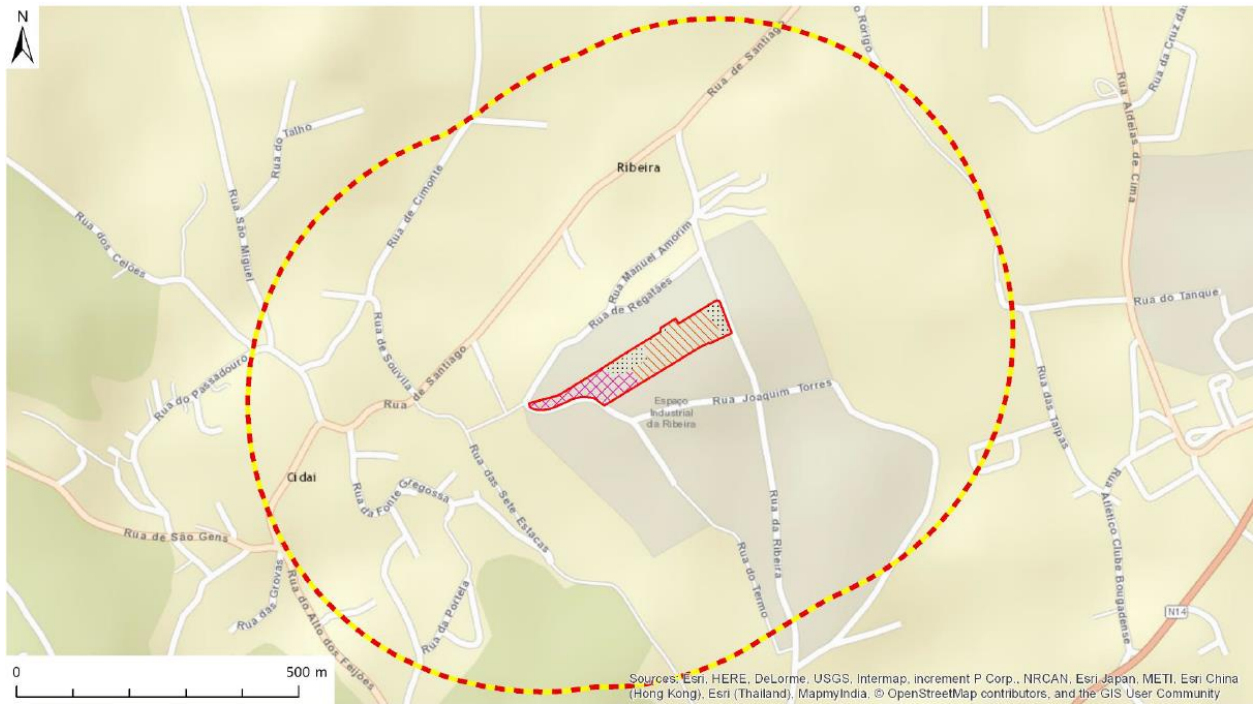 N
Rua do Talho
Rua de Cimonte
Rua São Miguel
Rua dos Celões
Rua de Santiago
Ribeira
Rua Manuel Amorim
Rua de Regatães
Rua Aldeias de Cima
Rua da Cruz das
Rua do Tanque
Rua do Passadouro
Rua de Souvila
Rua de Santiago
Espaço
Industrial
da Ribeira
Rua Joaquim Torres
Rua das Taipas
Cidai
Rua da Fonte Gregossa
Rua das Sete Estacas
Rua da Ribeira
Rua do Termo
Rua Atlético Clube Bougadense
Rua de São Gens
Rua das Grovas
Rua do Alto dos Feijões
Rua da Portela
N14
0 500 m
Sources: Esri, HERE, DeLorme, USGS, Intermap, increment P Corp., NRCAN, Esri Japan, METI, Esri China
(Hong Kong), Esri (Thailand), MapmyIndia, © OpenStreetMap contributors, and the GIS User Community